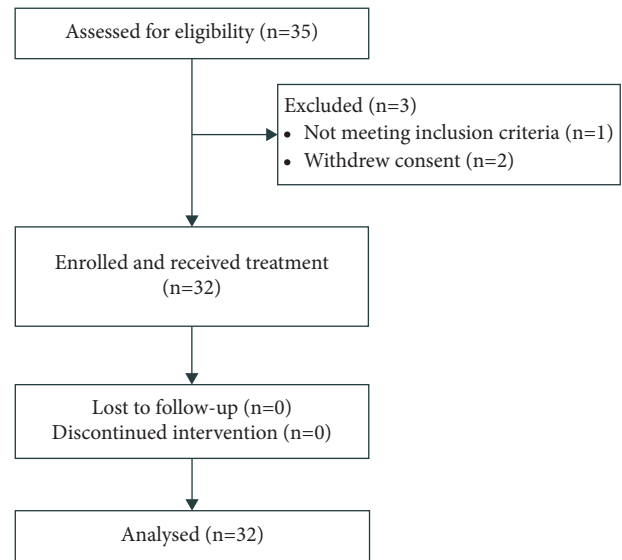 Assessed for eligibility (n=35)
Excluded (n=3)
• Not meeting inclusion criteria (n=1)
• Withdrew consent (n=2)
Enrolled and received treatment
(n=32)
Lost to follow-up (n=0)
Discontinued intervention (n=0)
Analysed (n=32)